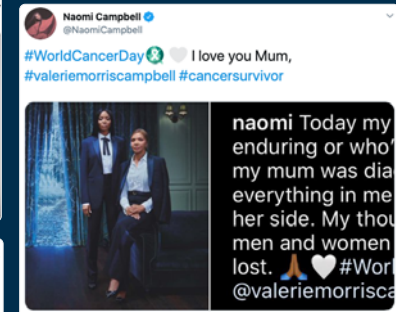 Naomi Campbell
@NaomiCampbell
#WorldCancerDay 🤍 I love you Mum,
#valeriemorriscampbell #cancersurvivor
naomi Today my
enduring or who'
my mum was dia
everything in me
her side. My thou
men and women
lost. 🙏🏾 🤍 #Worl
@valeriemorrisca